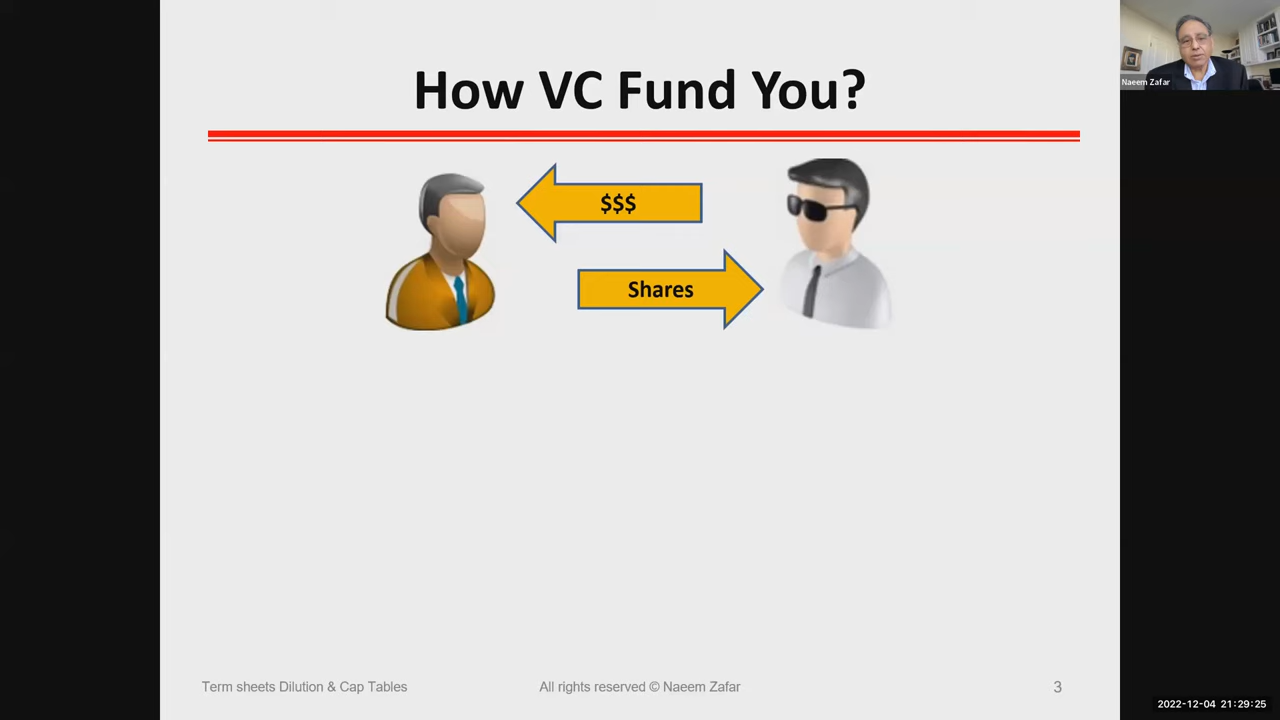 How VC Fund You?
Naeem Zafar
$$$
Shares
Term sheets Dilution & Cap Tables
All rights reserved © Naeem Zafar
3
2022-12-04 21:29:25